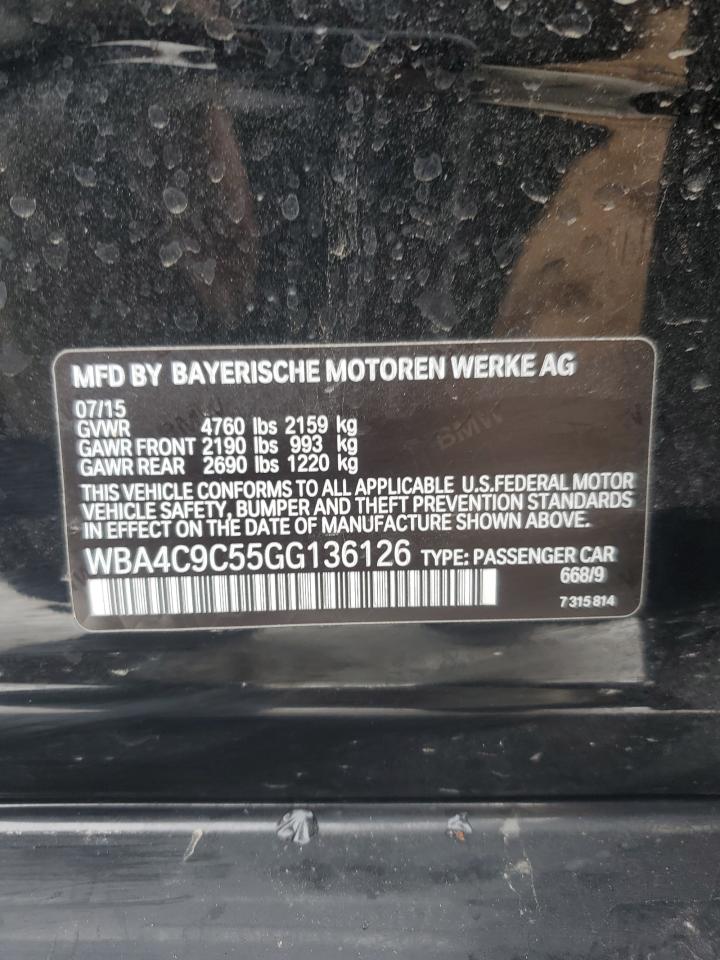 MFD BY BAYERISCHE MOTOREN WERKE AG
07/15
GVWR 4760 lbs 2159 kg
GAWR FRONT 2190 lbs 993 kg
GAWR REAR 2690 lbs 1220 kg
THIS VEHICLE CONFORMS TO ALL APPLICABLE U.S.FEDERAL MOTOR
VEHICLE SAFETY, BUMPER AND THEFT PREVENTION STANDARDS
IN EFFECT ON THE DATE OF MANUFACTURE SHOWN ABOVE.
WBA4C9C55GG136126 TYPE: PASSENGER CAR
668/9
7 315 814
BMW